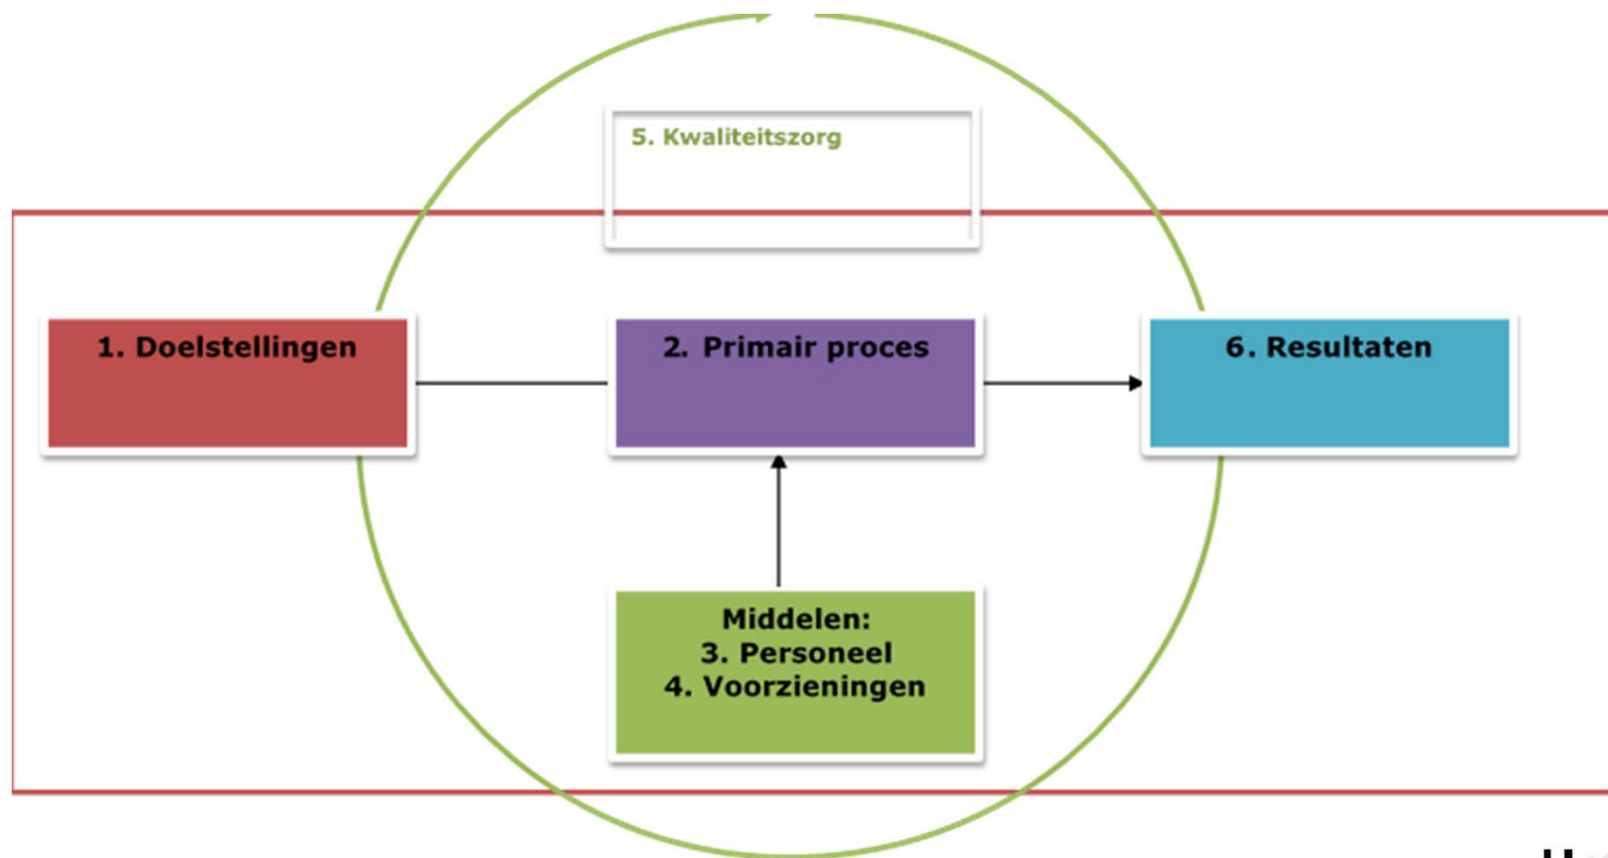 5. Kwaliteitszorg
1. Doelstellingen
2. Primair proces
6. Resultaten
Middelen:
3. Personeel
4. Voorzieningen